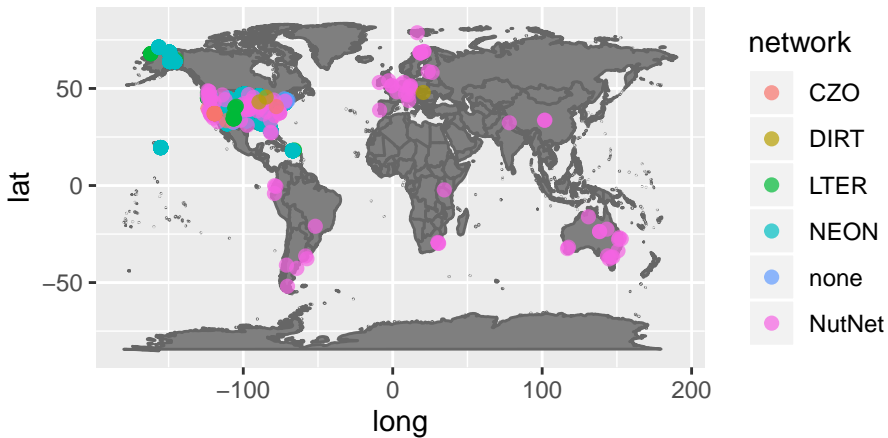 network
CZO
DIRT
LTER
NEON
none
NutNet
lat
50
0
−50
−100
0
100
200
long